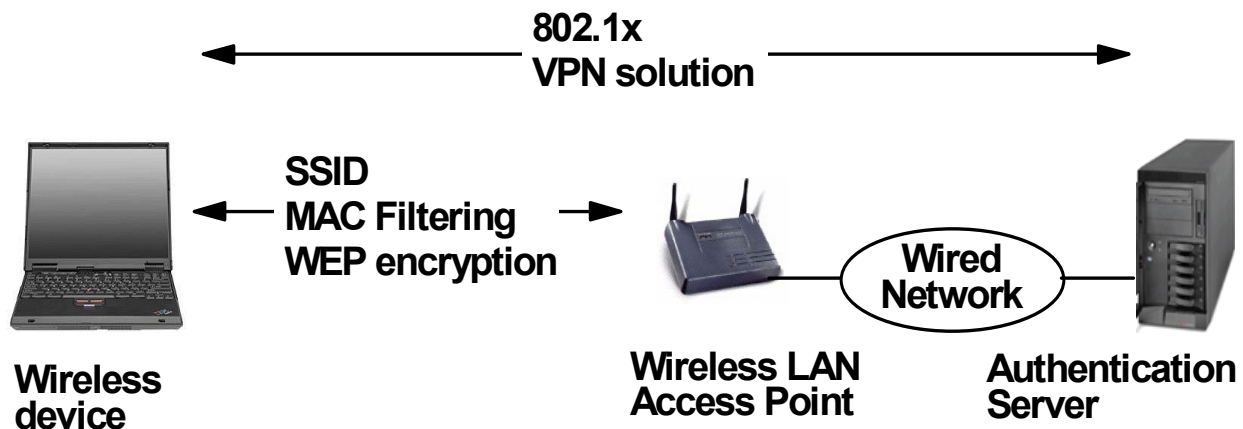 802.1x
VPN solution
SSID
MAC Filtering
WEP encryption
Wired
Network
Wireless
device
Wireless LAN
Access Point
Authentication
Server